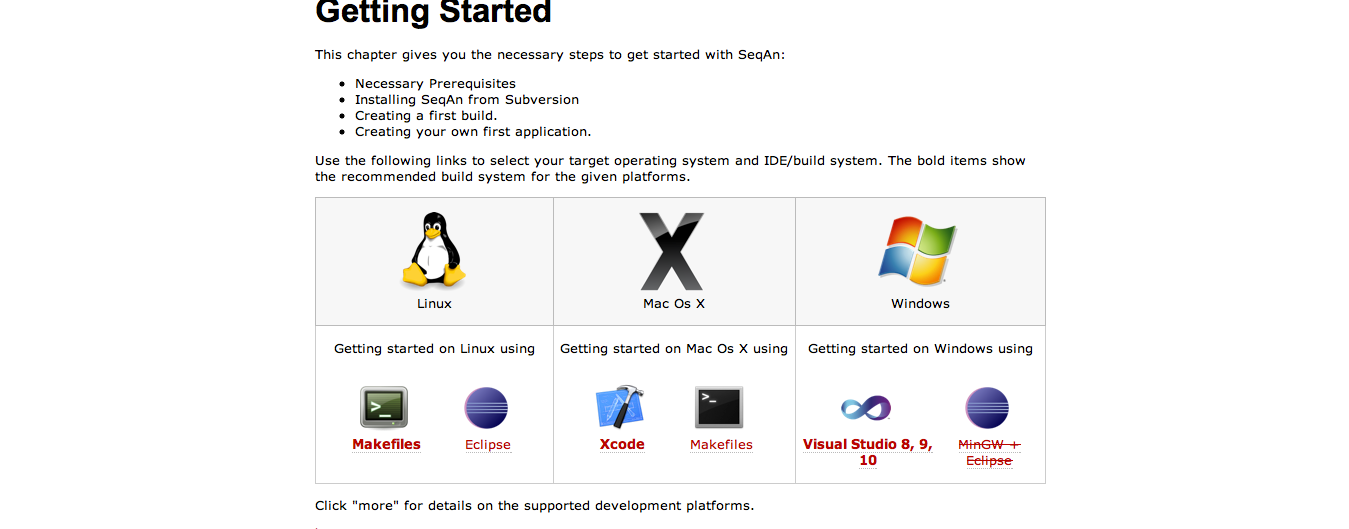 Getting Started
This chapter gives you the necessary steps to get started with SeqAn:
Necessary Prerequisites
Installing SeqAn from Subversion
Creating a first build.
Creating your own first application.
Use the following links to select your target operating system and IDE/build system. The bold items show
the recommended build system for the given platforms.
Linux
Mac Os X
Windows
Getting started on Linux using
Getting started on Mac Os X using
Getting started on Windows using
Makefiles
Eclipse
Xcode
Makefiles
Visual Studio 8, 9,
10
MinGW +
Eclipse
Click "more" for details on the supported development platforms.